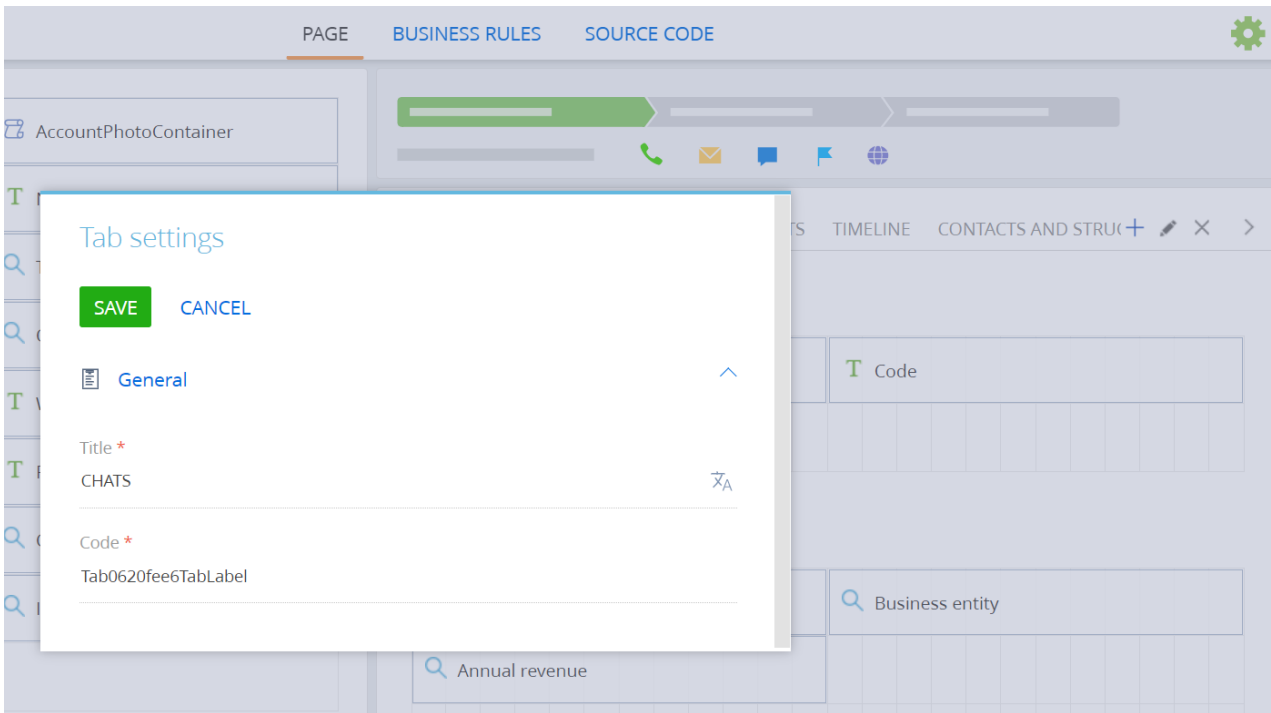 PAGE BUSINESS RULES SOURCE CODE
AccountPhotoContainer
TIMELINE CONTACTS AND STRU
Tab settings
SAVE CANCEL
General
Code
Title *
CHATS
Code *
Tab0620fee6TabLabel
Business entity
Annual revenue